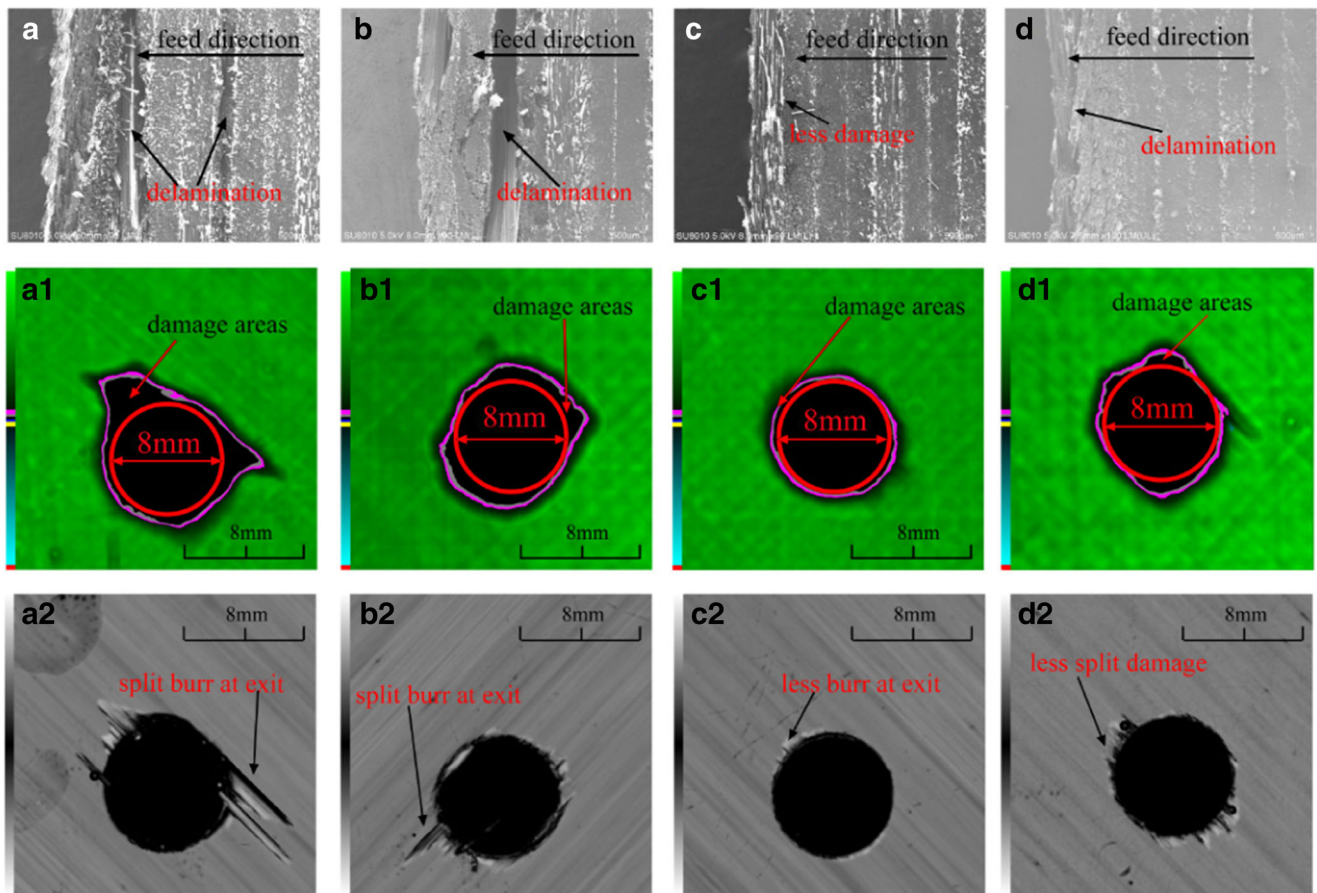 a
feed direction
delamination
b
feed direction
delamination
c
feed direction
less damage
d
feed direction
delamination
a1
damage areas
8mm
8mm
b1
damage areas
8mm
8mm
c1
damage areas
8mm
8mm
d1
damage areas
8mm
8mm
a2
8mm
split burr at exit
b2
8mm
split burr at exit
c2
8mm
less burr at exit
d2
8mm
less split damage